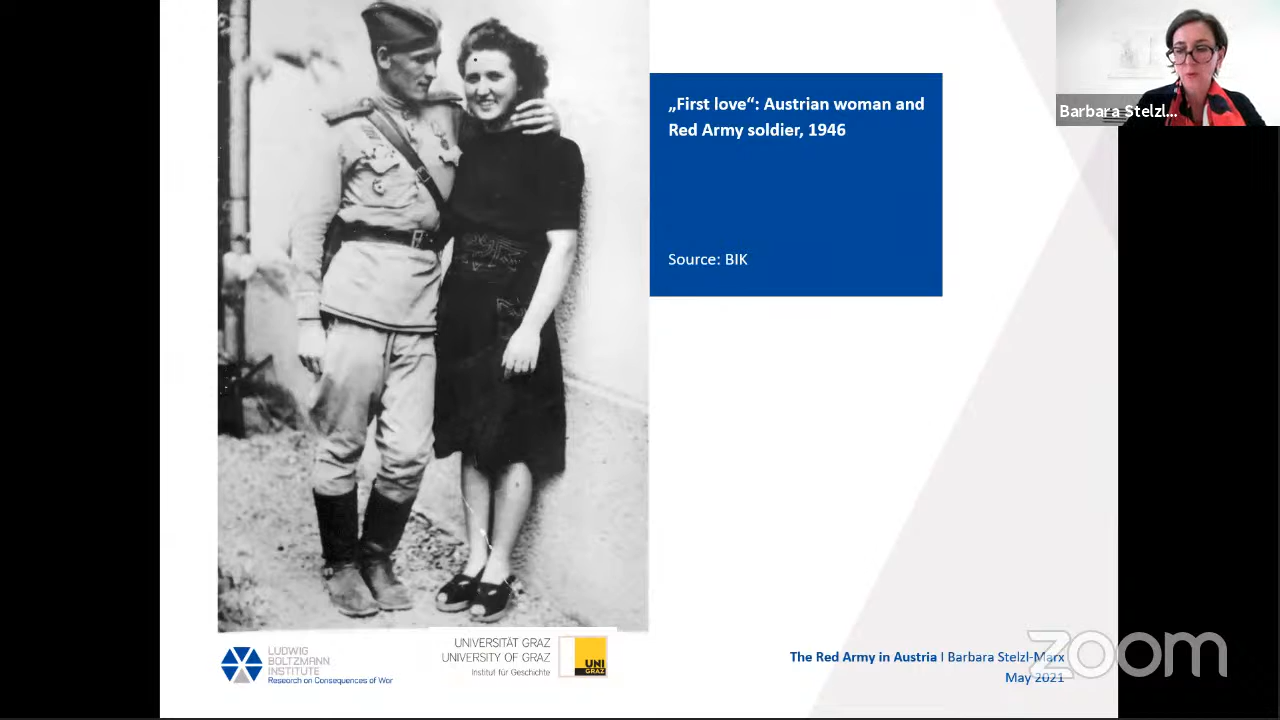 „First love“: Austrian woman and
Red Army soldier, 1946
Source: BIK
Barbara Stelzl...
LUDWIG
BOLTZMANN
INSTITUTE
Research on Consequences of Wor
UNIVERSITÄT GRAZ
UNIVERSITY OF GRAZ
Institut für Geschichte
UNI
GRAZ
The Red Army in Austria | Barbara Stelzl-Marx
May 2021
zoom